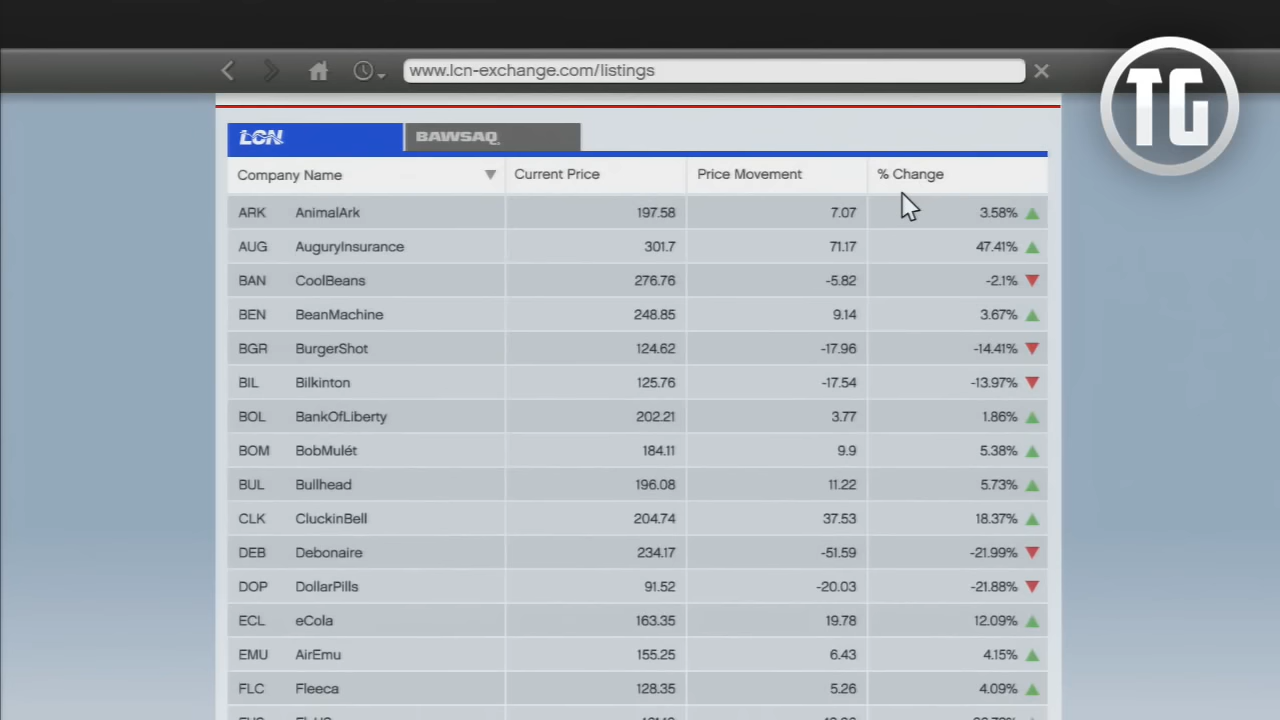 www.lcn-exchange.com/listings
TG
LCN BAWSAQ
Company Name Current Price Price Movement % Change
ARK AnimalArk 197.58 7.07 3.58%
AUG AuguryInsurance 301.7 71.17 47.41%
BAN CoolBeans 276.76 -5.82 -2.1%
BEN BeanMachine 248.85 9.14 3.67%
BGR BurgerShot 124.62 -17.96 -14.41%
BIL Bilkinton 125.76 -17.54 -13.97%
BOL BankOfLiberty 202.21 3.77 1.86%
BOM BobMulét 184.11 9.9 5.38%
BUL Bullhead 196.08 11.22 5.73%
CLK CluckinBell 204.74 37.53 18.37%
DEB Debonaire 234.17 -51.59 -21.99%
DOP DollarPills 91.52 -20.03 -21.88%
ECL eCola 163.35 19.78 12.09%
EMU AirEmu 155.25 6.43 4.15%
FLC Fleeca 128.35 5.26 4.09%